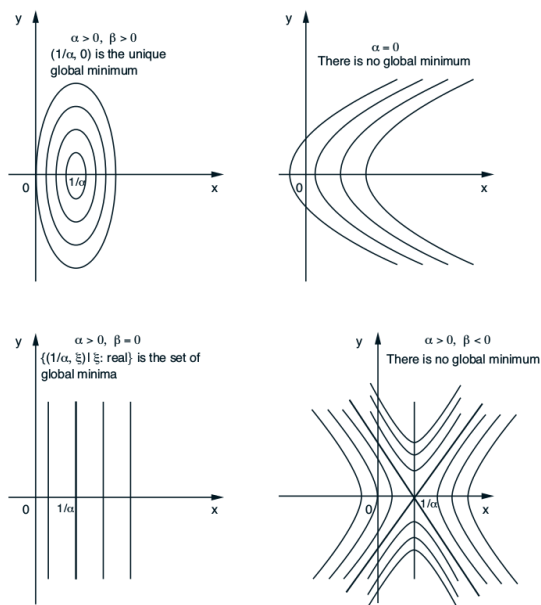 y
α > 0, β > 0
(1/α, 0) is the unique
global minimum
1/α
0
x
y
α = 0
There is no global minimum
0
x
y
α > 0, β = 0
{(1/α, ξ) | ξ: real} is the set of
global minima
0
1/α
x
y
α > 0, β < 0
There is no global minimum
0
1/α
x